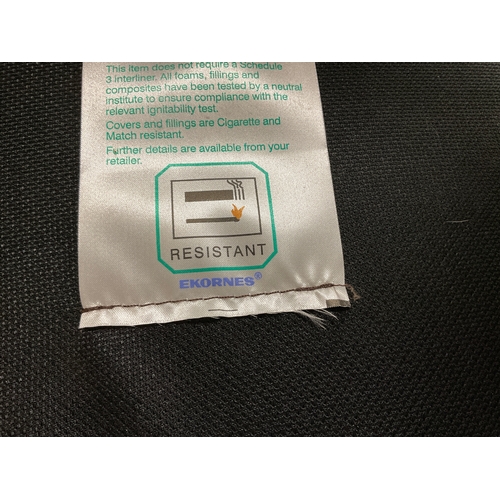 This item does not require a Schedule
3 interliner. All foams, fillings and
composites have been tested by a neutral
institute to ensure compliance with the
relevant ignitability test.
Covers and fillings are Cigarette and
Match resistant.
Further details are available from your
retailer.
RESISTANT
EKORNES®